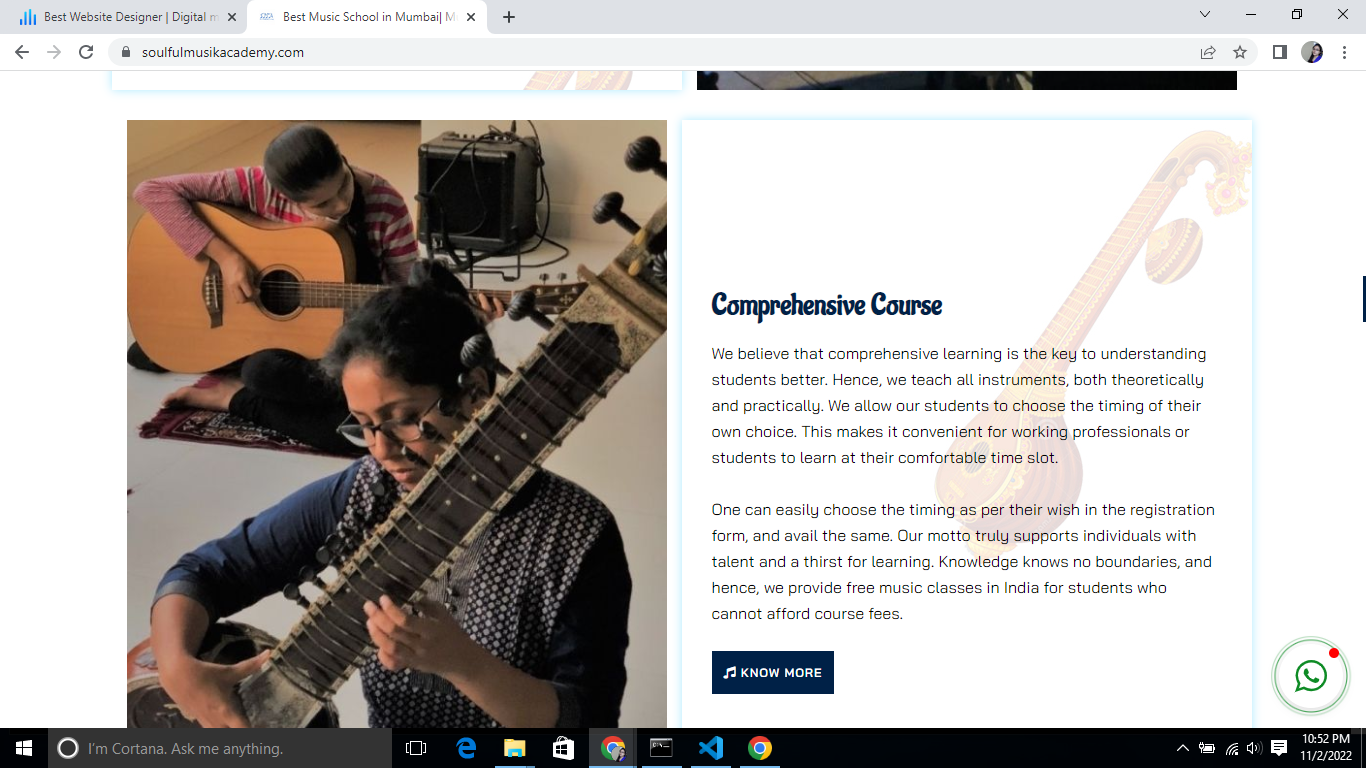 Best Website Designer | Digital m
Best Music School in Mumbai| M
soulfulmusikacademy.com
Comprehensive Course
We believe that comprehensive learning is the key to understanding
students better. Hence, we teach all instruments, both theoretically
and practically. We allow our students to choose the timing of their
own choice. This makes it convenient for working professionals or
students to learn at their comfortable time slot.
One can easily choose the timing as per their wish in the registration
form, and avail the same. Our motto truly supports individuals with
talent and a thirst for learning. Knowledge knows no boundaries, and
hence, we provide free music classes in India for students who
cannot afford course fees.
KNOW MORE
I'm Cortana. Ask me anything.
10:52 PM
11/2/2022